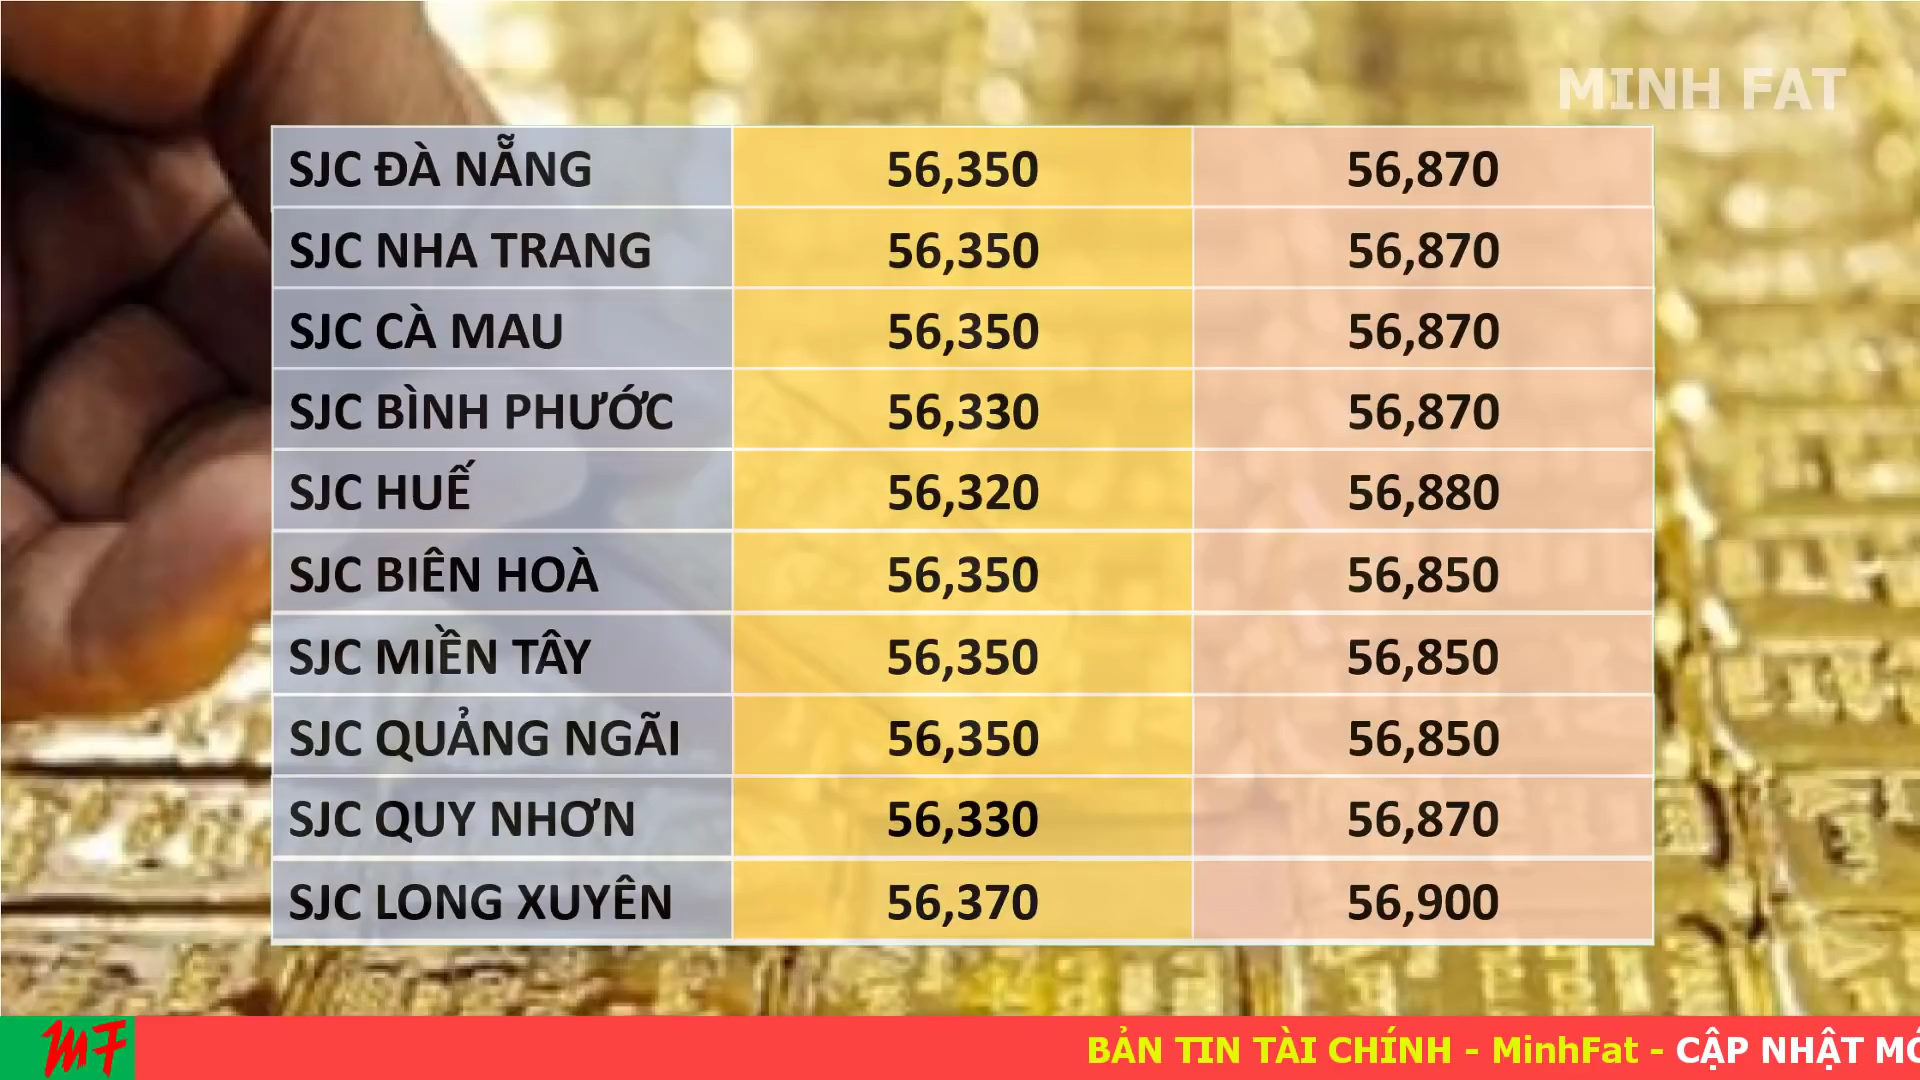 MINH FAT
SJC ĐÀ NẴNG 56,350 56,870
SJC NHA TRANG 56,350 56,870
SJC CÀ MAU 56,350 56,870
SJC BÌNH PHƯỚC 56,330 56,870
SJC HUẾ 56,320 56,880
SJC BIÊN HOÀ 56,350 56,850
SJC MIỀN TÂY 56,350 56,850
SJC QUẢNG NGÃI 56,350 56,850
SJC QUY NHƠN 56,330 56,870
SJC LONG XUYÊN 56,370 56,900
MF BẢN TIN TÀI CHÍNH - MinhFat - CẬP NHẬT